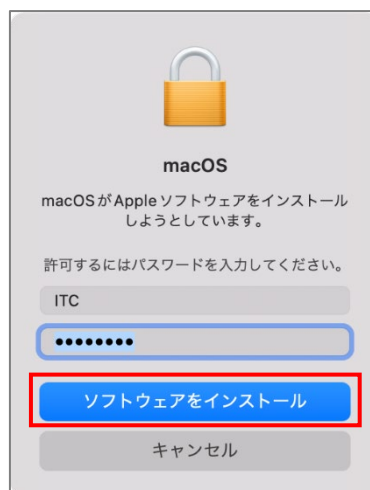 macOS
macOSがAppleソフトウェアをインストール
しようとしています。
許可するにはパスワードを入力してください。
ITC
••••••••
ソフトウェアをインストール
キャンセル